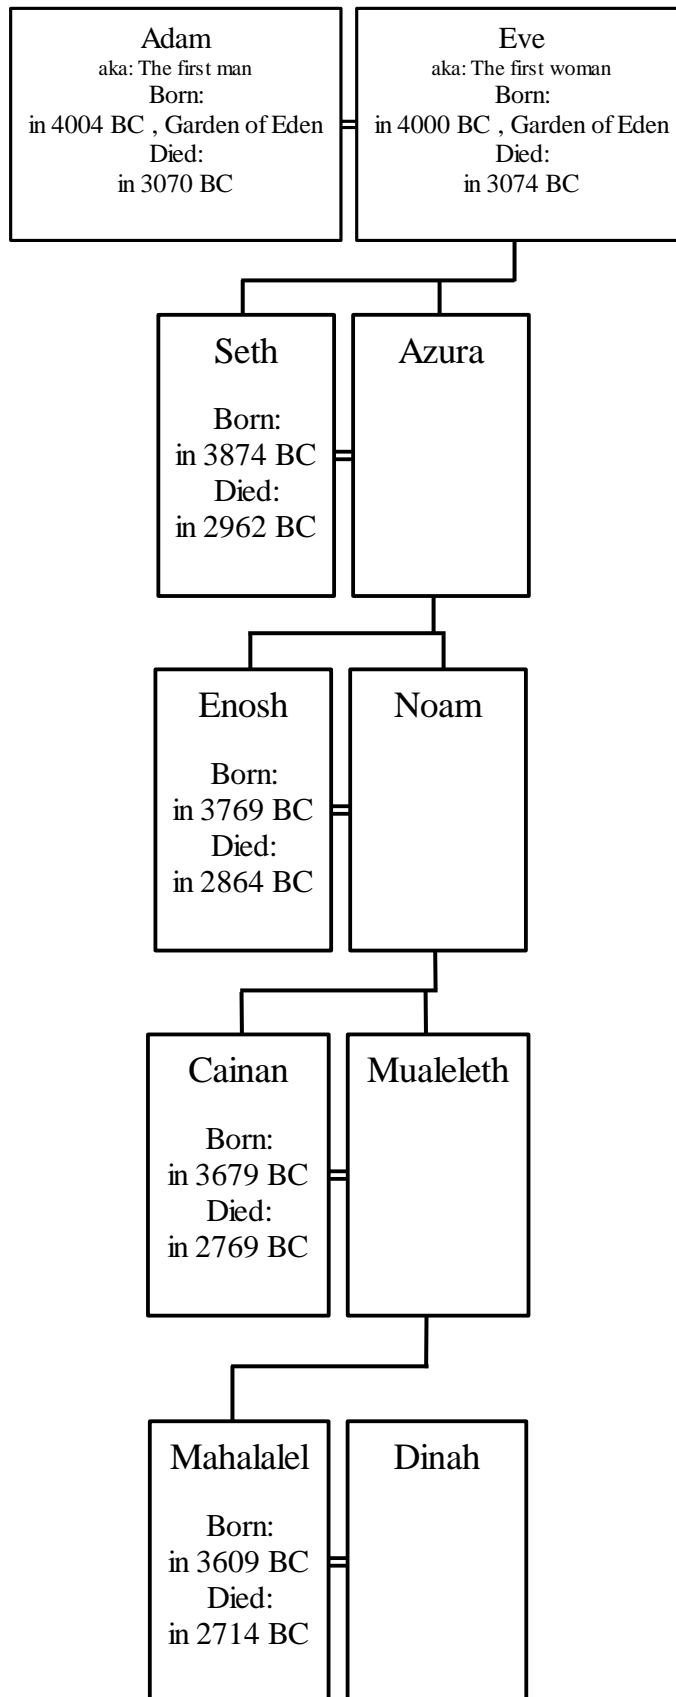 Adam
aka: The first man
Born:
in 4004 BC , Garden of Eden
Died:
in 3070 BC
Eve
aka: The first woman
Born:
in 4000 BC , Garden of Eden
Died:
in 3074 BC
Seth
Born:
in 3874 BC
Died:
in 2962 BC
Azura
Enosh
Born:
in 3769 BC
Died:
in 2864 BC
Noam
Cainan
Born:
in 3679 BC
Died:
in 2769 BC
Mualeleth
Mahalalel
Born:
in 3609 BC
Died:
in 2714 BC
Dinah